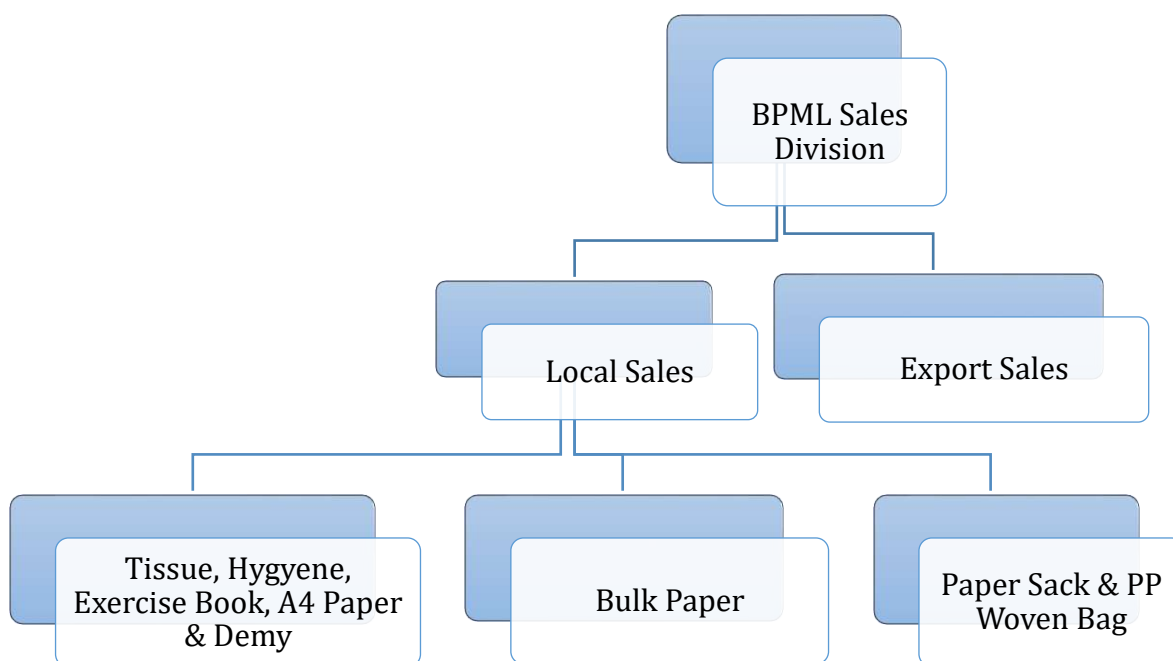 BPML Sales
Division
Local Sales
Export Sales
Tissue, Hygyene,
Exercise Book, A4 Paper
& Demy
Bulk Paper
Paper Sack & PP
Woven Bag